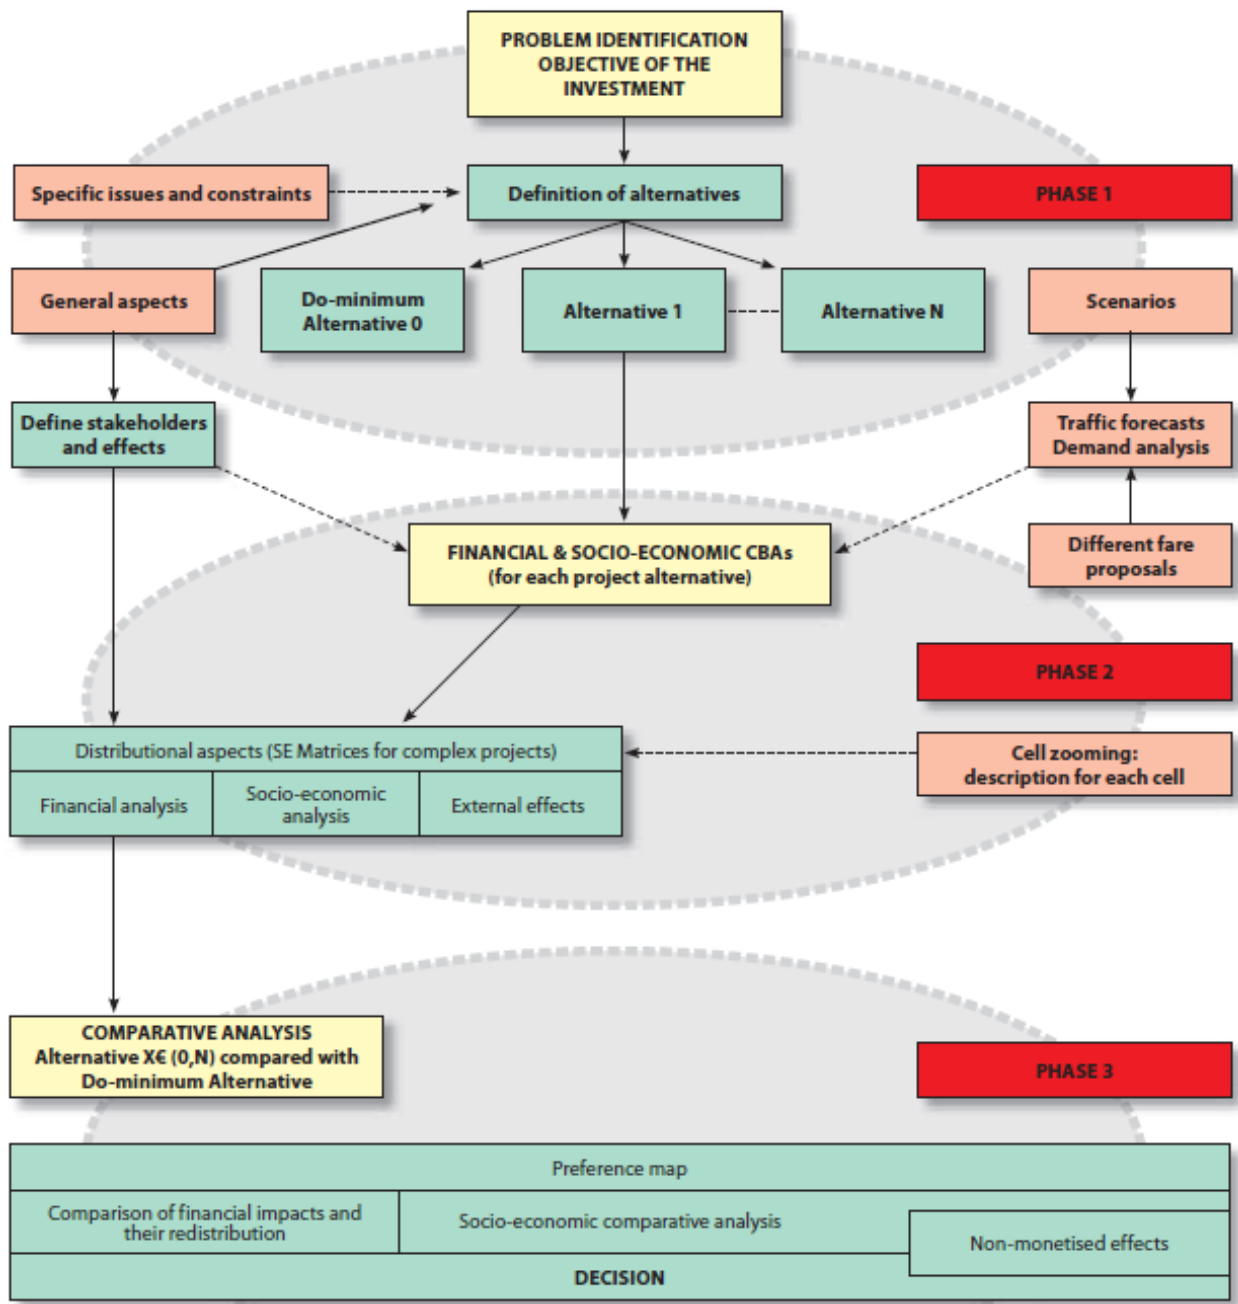 PROBLEM IDENTIFICATION
OBJECTIVE OF THE
INVESTMENT
Specific issues and constraints
Definition of alternatives
PHASE 1
General aspects
Do-minimum
Alternative 0
Alternative 1
Alternative N
Scenarios
Define stakeholders
and effects
Traffic forecasts
Demand analysis
FINANCIAL & SOCIO-ECONOMIC CBAs
(for each project alternative)
Different fare
proposals
PHASE 2
Distributional aspects (SE Matrices for complex projects)
Cell zooming:
description for each cell
Financial analysis
Socio-economic
analysis
External effects
COMPARATIVE ANALYSIS
Alternative X€ (0,N) compared with
Do-minimum Alternative
PHASE 3
Preference map
Comparison of financial impacts and
their redistribution
Socio-economic comparative analysis
Non-monetised effects
DECISION